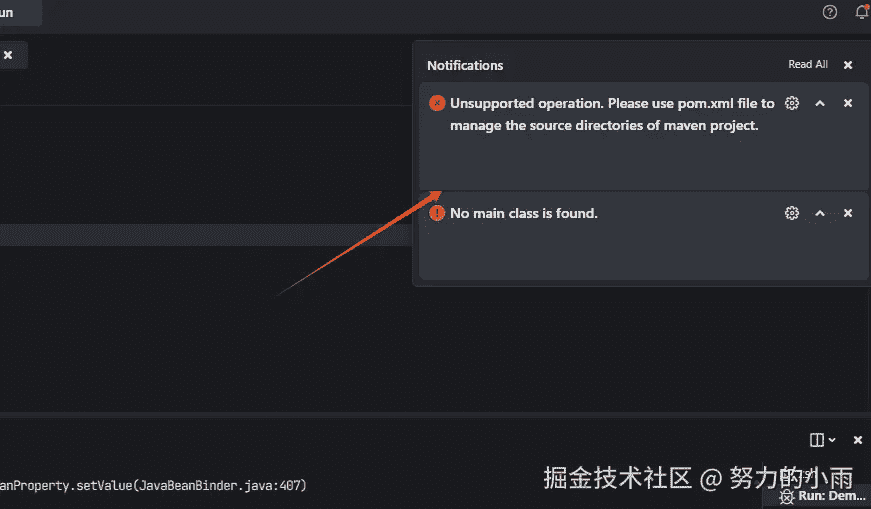 un
Notifications
Read All
Unsupported operation. Please use pom.xml file to
manage the source directories of maven project.
No main class is found.
anProperty.setValue(JavaBeanBinder.java:407)
掘金技术社区 @ 努力的小雨
Run: Dem...